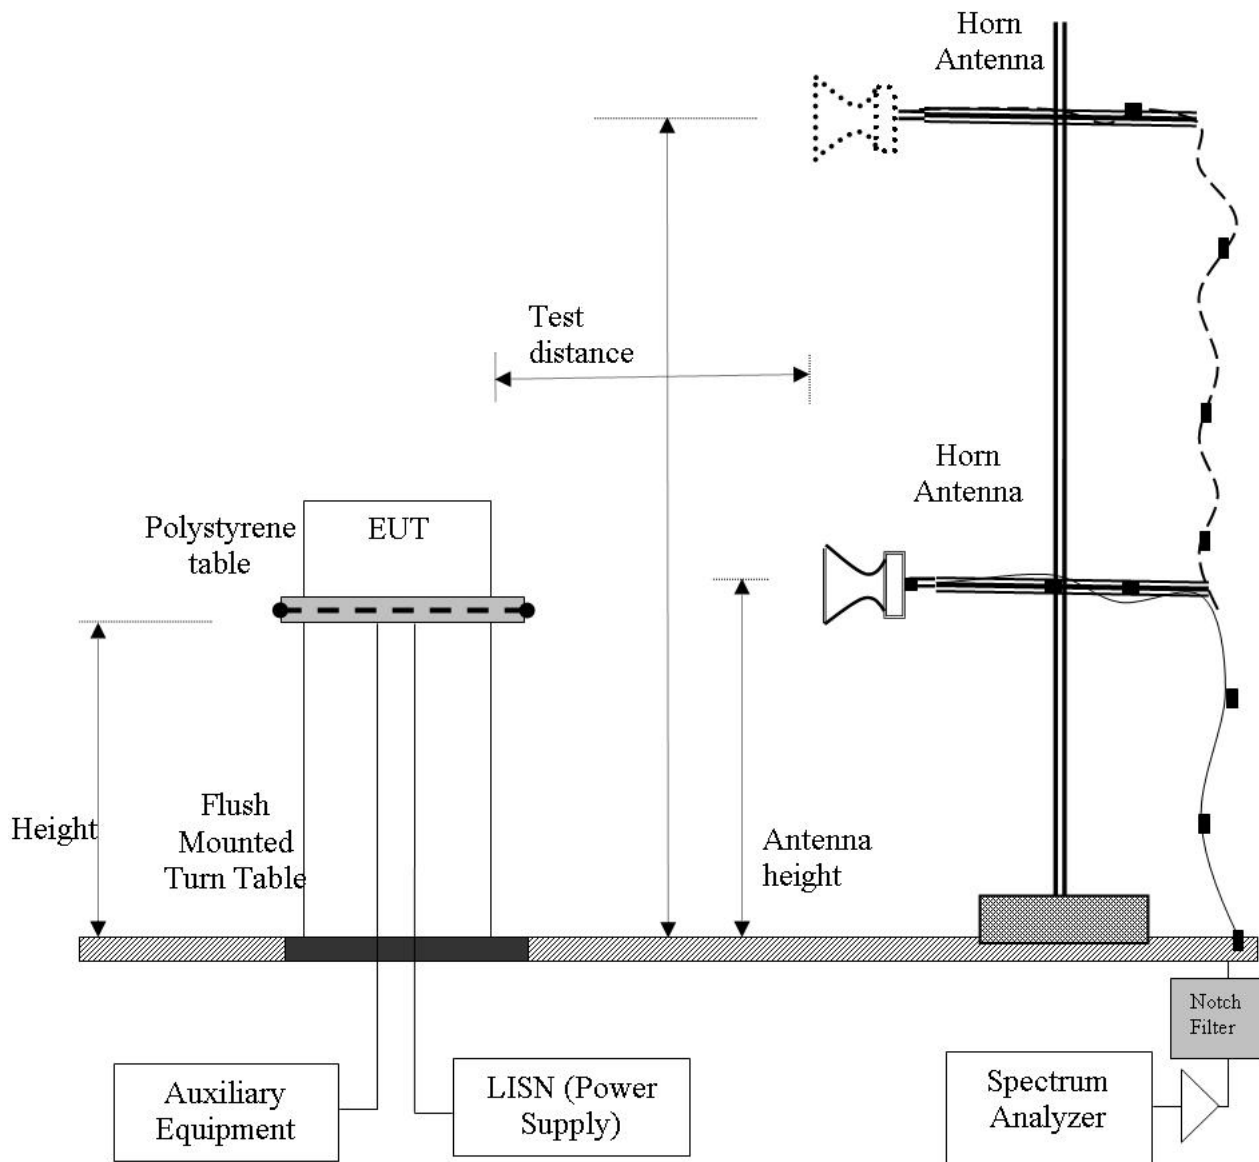 Horn
Antenna
Test
distance
Horn
Antenna
Polystyrene
table
EUT
Height
Flush
Mounted
Turn Table
Antenna
height
Notch
Filter
Auxiliary
Equipment
LISN (Power
Supply)
Spectrum
Analyzer